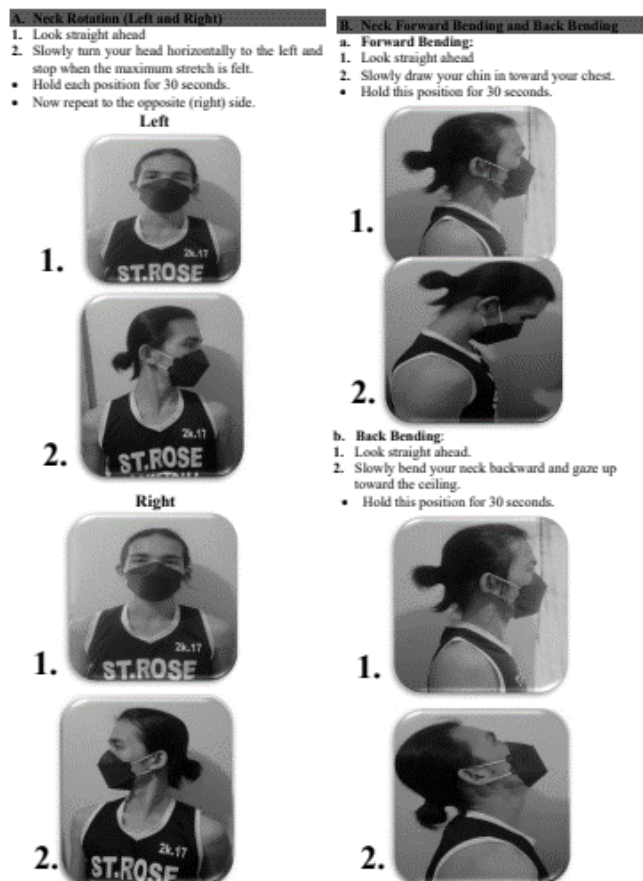 A. Neck Rotation (Left and Right)
1. Look straight ahead
2. Slowly turn your head horizontally to the left and
stop when the maximum stretch is felt.
• Hold each position for 30 seconds.
• Now repeat to the opposite (right) side.
Left
1.
2k.17
ST.ROSE
2.
2k.17
ST.ROSE
Right
1.
2k.17
ST.ROSE
2.
2k.17
ST.ROSE
B. Neck Forward Bending and Back Bending
a. Forward Bending:
1. Look straight ahead
2. Slowly draw your chin in toward your chest.
• Hold this position for 30 seconds.
1.
2.
b. Back Bending:
1. Look straight ahead.
2. Slowly bend your neck backward and gaze up
toward the ceiling.
• Hold this position for 30 seconds.
1.
2.